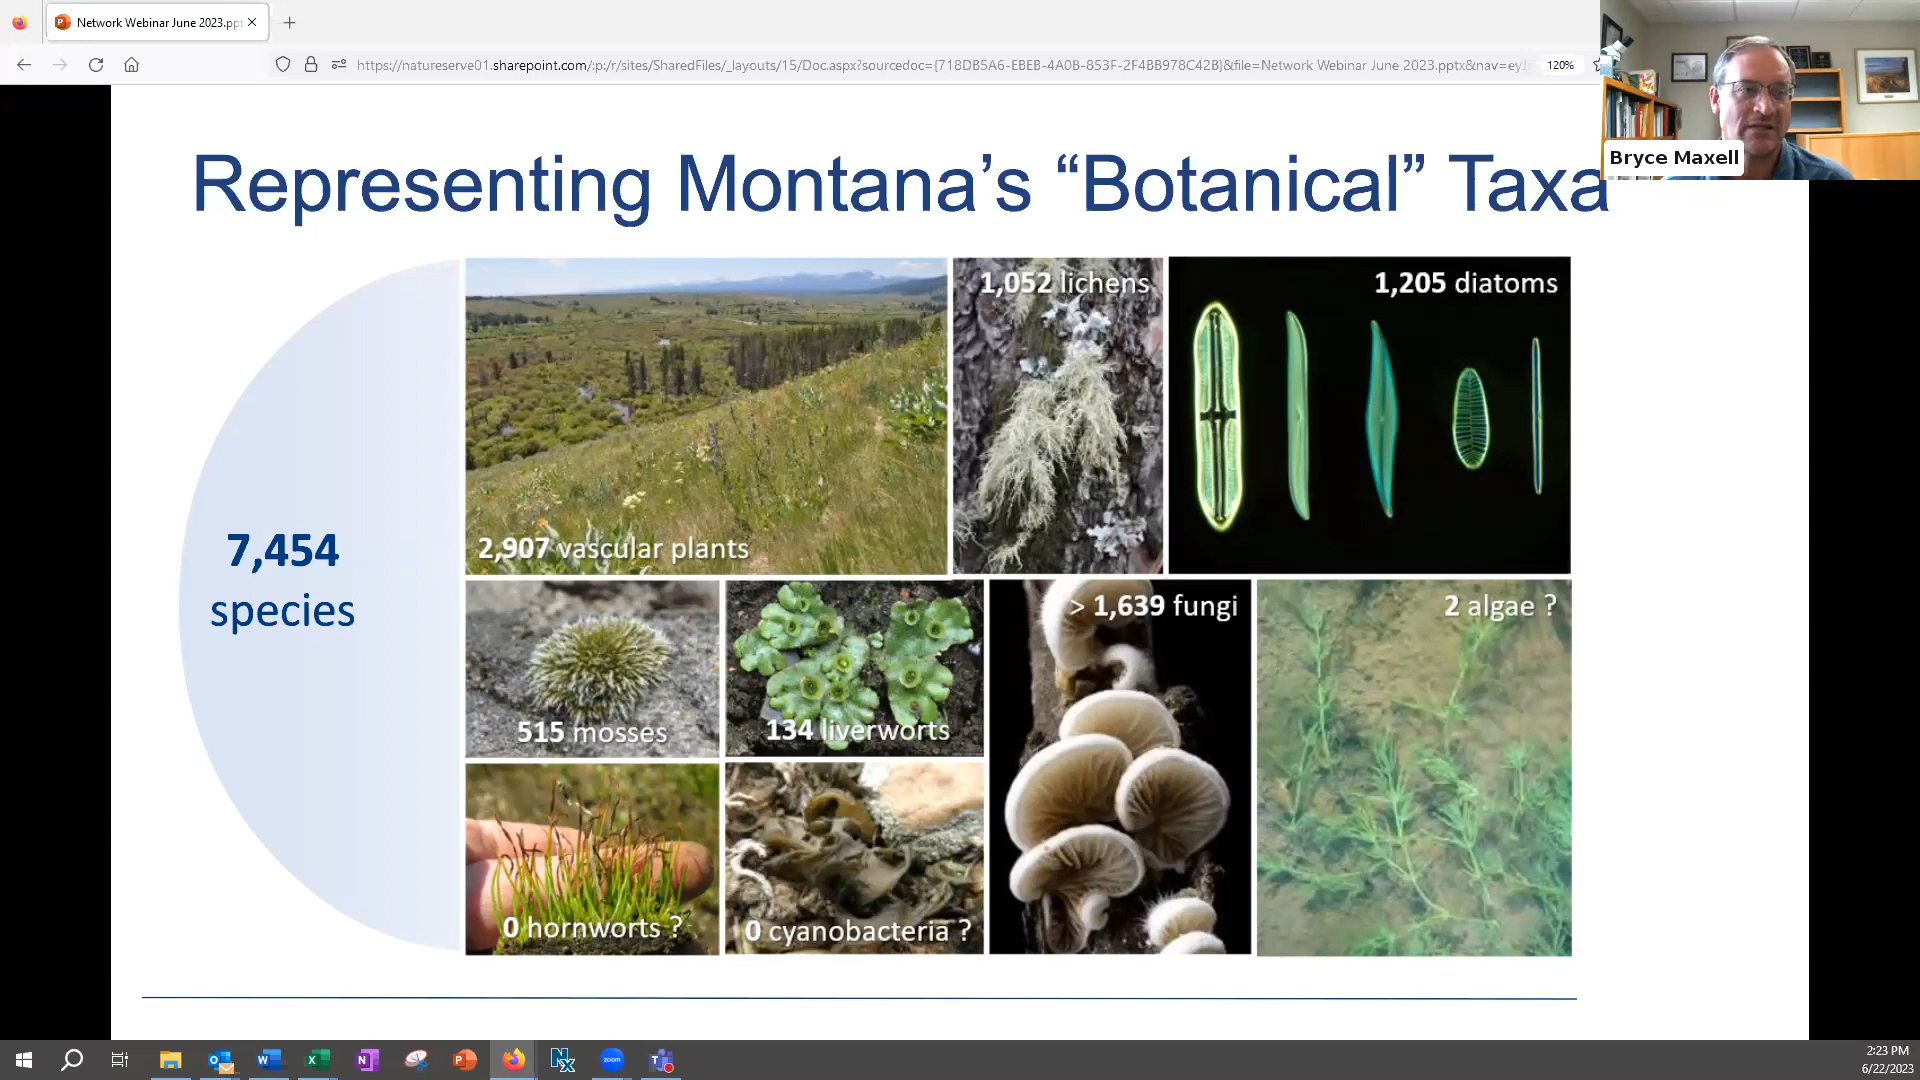 Network Webinar June 2023.pp
https://natureserve01.sharepoint.com/:p:/r/sites/SharedFiles/_layouts/15/Doc.aspx?sourcedoc={718DB5A6-EBEB-4A0B-853F-2F4BB978C42B}&file=Network Webinar June 2023.pptx&nav=ey
120%
Bryce Maxell
Representing Montana’s “Botanical” Taxa
7,454
species
2,907 vascular plants
1,052 lichens
1,205 diatoms
515 mosses
134 liverworts
> 1,639 fungi
2 algae ?
0 hornworts ?
0 cyanobacteria ?
zoom
2:23 PM
6/22/2023